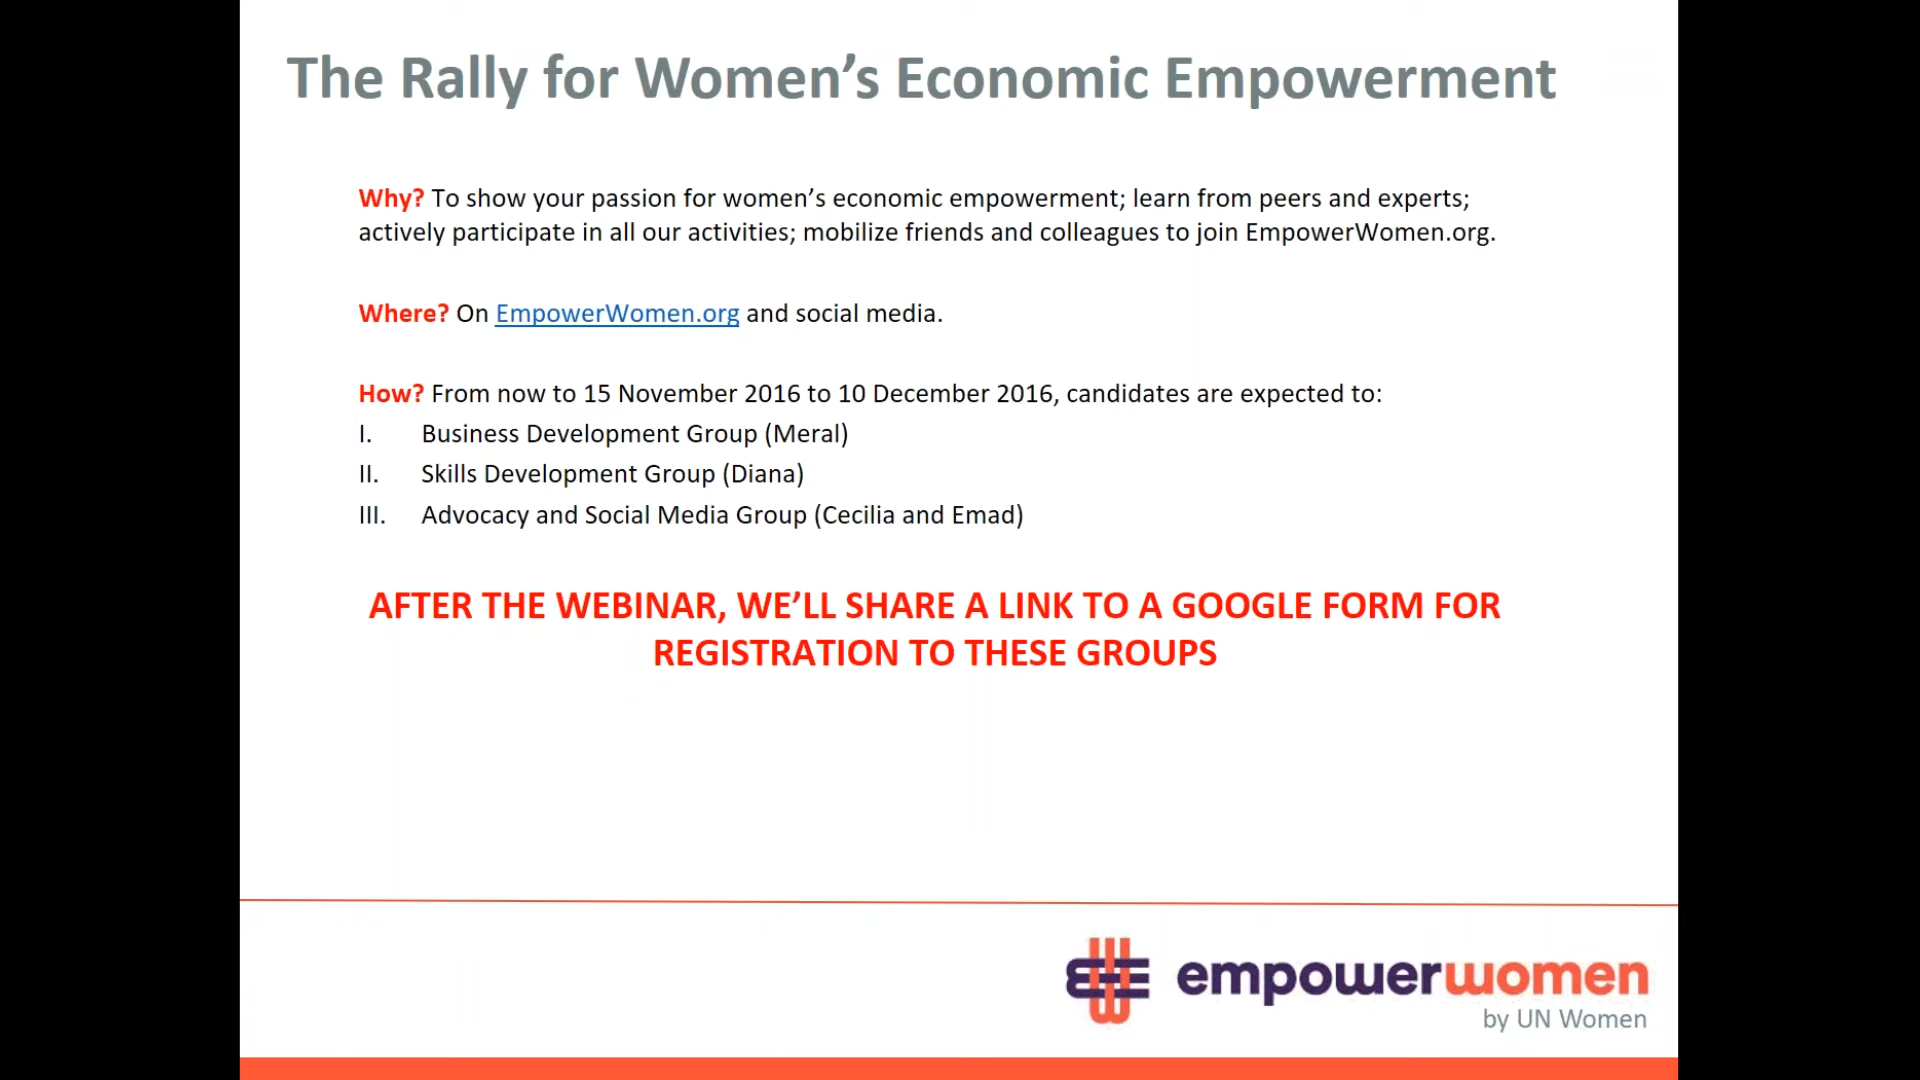 The Rally for Women’s Economic Empowerment
Why? To show your passion for women’s economic empowerment; learn from peers and experts;
actively participate in all our activities; mobilize friends and colleagues to join EmpowerWomen.org.
Where? On EmpowerWomen.org and social media.
How? From now to 15 November 2016 to 10 December 2016, candidates are expected to:
I. Business Development Group (Meral)
II. Skills Development Group (Diana)
III. Advocacy and Social Media Group (Cecilia and Emad)
AFTER THE WEBINAR, WE’LL SHARE A LINK TO A GOOGLE FORM FOR
REGISTRATION TO THESE GROUPS
empowerwomen
by UN Women